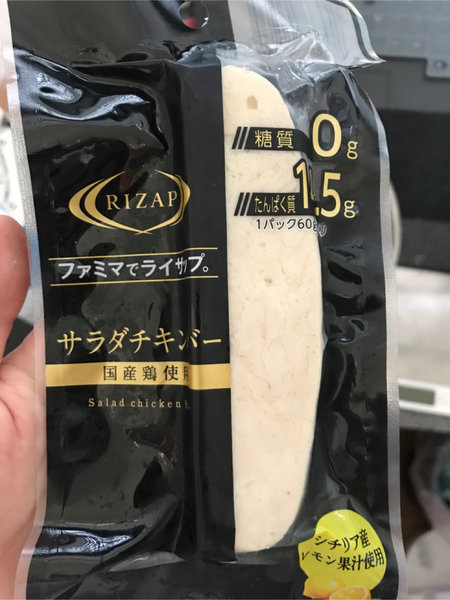 糖質 0g
たんぱく質
1パック60g
RIZAP
ファミマでライザップ。
サラダチキンバー
国産鶏使用
Salad chicken
シチリア産
レモン果汁使用